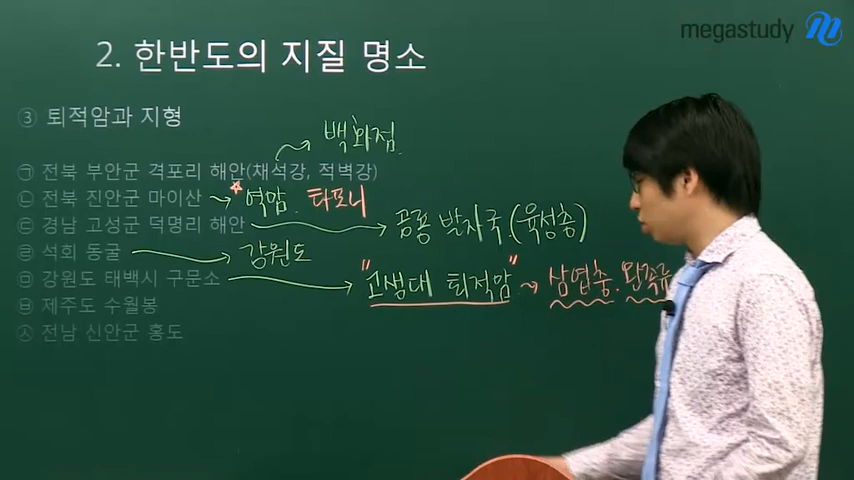 megastudy
2. 한반도의 지질 명소
③ 퇴적암과 지형
백화점
㉠ 전북 부안군 격포리 해안(채석강, 적벽강)
㉡ 전북 진안군 마이산 → *역암. 타포니
㉢ 경남 고성군 덕명리 해안 → 공룡 발자국.(육성층)
㉣ 석회 동굴 → 강원도
㉤ 강원도 태백시 구문소 → "고생대 퇴적암" → 삼엽충. 완족류
㉥ 제주도 수월봉
㉦ 전남 신안군 홍도